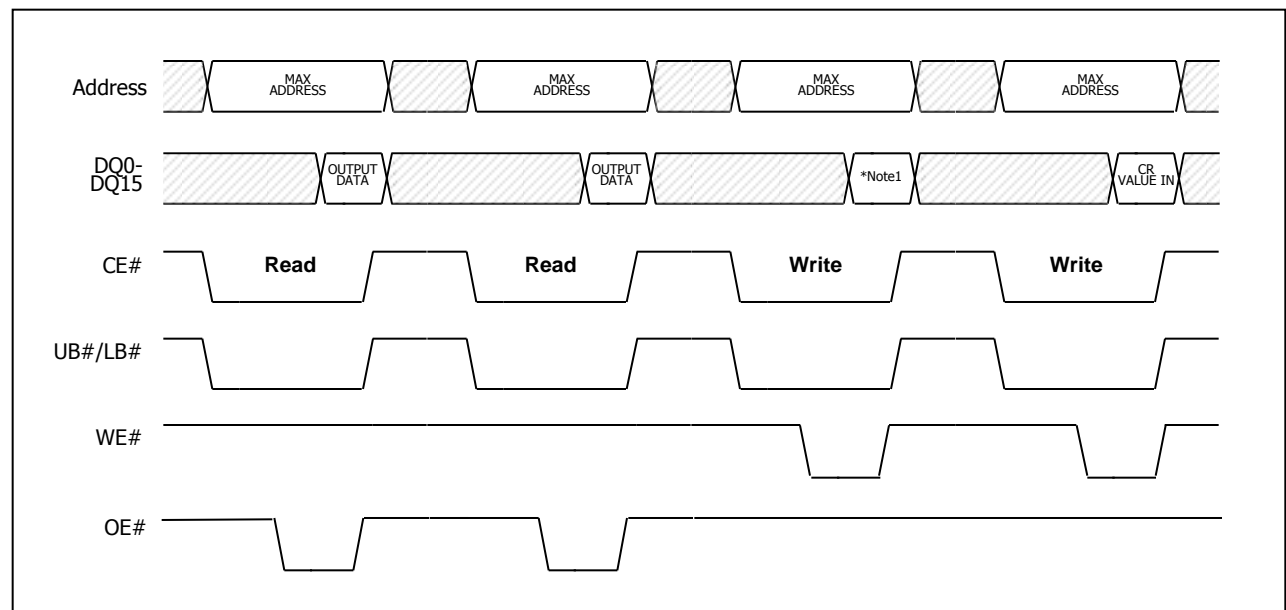 Address
MAX
ADDRESS
MAX
ADDRESS
MAX
ADDRESS
MAX
ADDRESS
DQ0-
DQ15
OUTPUT
DATA
OUTPUT
DATA
*Note1
CR
VALUE IN
CE#
Read
Read
Write
Write
UB#/LB#
WE#
OE#